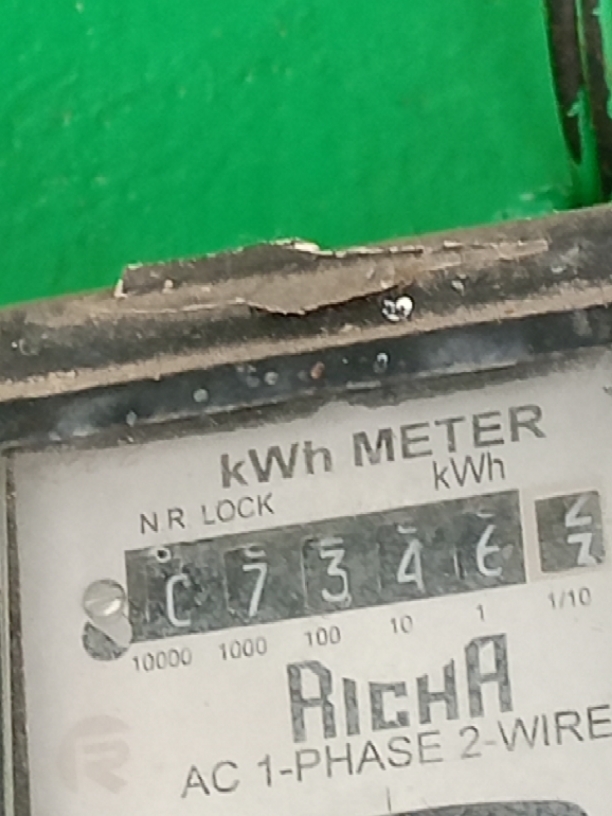 kWh METER
kWh
N.R. LOCK
0 7 3 4 6
10000 1000 100 10 1 1/10
RICHA
AC 1-PHASE 2-WIRE